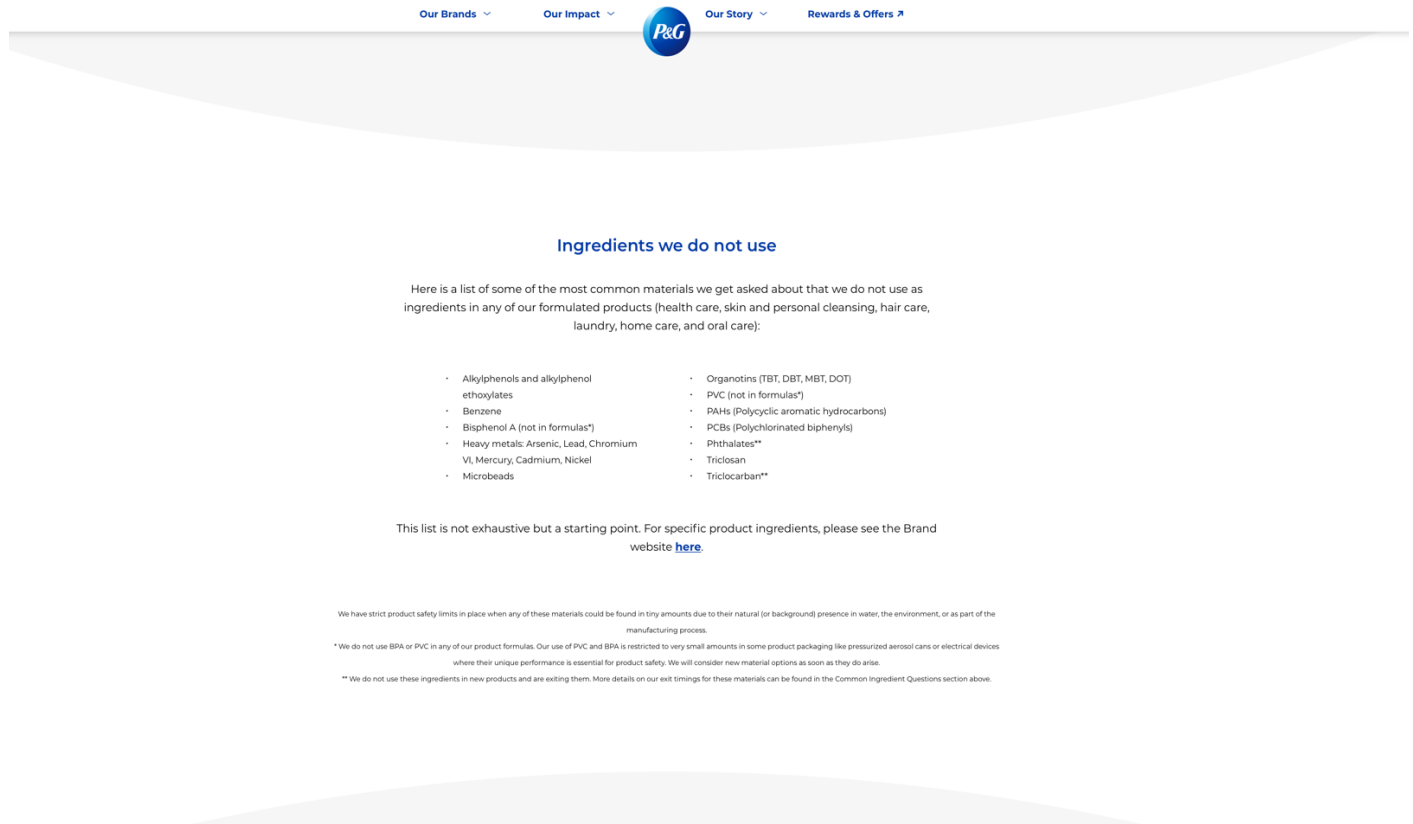 Our Brands
Our Impact
P&G
Our Story
Rewards & Offers ↗
Ingredients we do not use
Here is a list of some of the most common materials we get asked about that we do not use as
ingredients in any of our formulated products (health care, skin and personal cleansing, hair care,
laundry, home care, and oral care):
• Alkylphenols and alkylphenol
ethoxylates
• Benzene
• Bisphenol A (not in formulas*)
• Heavy metals: Arsenic, Lead, Chromium
VI, Mercury, Cadmium, Nickel
• Microbeads
• Organotins (TBT, DBT, MBT, DOT)
• PVC (not in formulas*)
• PAHs (Polycyclic aromatic hydrocarbons)
• PCBs (Polychlorinated biphenyls)
• Phthalates**
• Triclosan
• Triclocarban**
This list is not exhaustive but a starting point. For specific product ingredients, please see the Brand
website here.
We have strict product safety limits in place when any of these materials could be found in tiny amounts due to their natural (or background) presence in water, the environment, or as part of the
manufacturing process.
* We do not use BPA or PVC in any of our product formulas. Our use of PVC and BPA is restricted to very small amounts in some product packaging like pressurized aerosol cans or electrical devices
where their unique performance is essential for product safety. We will consider new material options as soon as they do arise.
** We do not use these ingredients in new products and are exiting them. More details on our exit timings for these materials can be found in the Common Ingredient Questions section above.